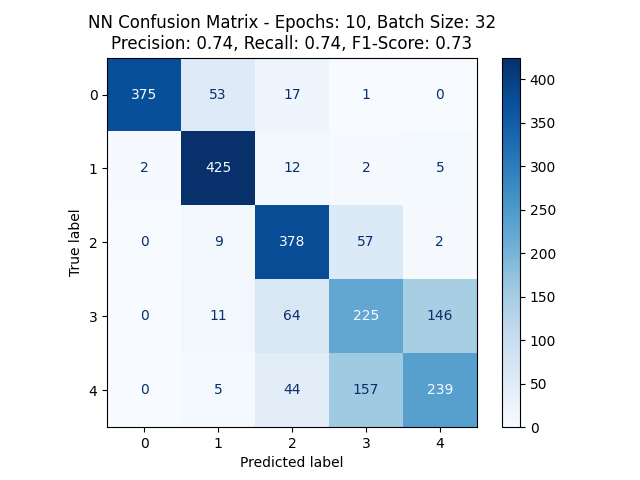 NN Confusion Matrix - Epochs: 10, Batch Size: 32
Precision: 0.74, Recall: 0.74, F1-Score: 0.73
0 375 53 17 1 0
1 2 425 12 2 5
2 0 9 378 57 2
3 0 11 64 225 146
4 0 5 44 157 239
0 1 2 3 4
Predicted label
True label
400
350
300
250
200
150
100
50
0